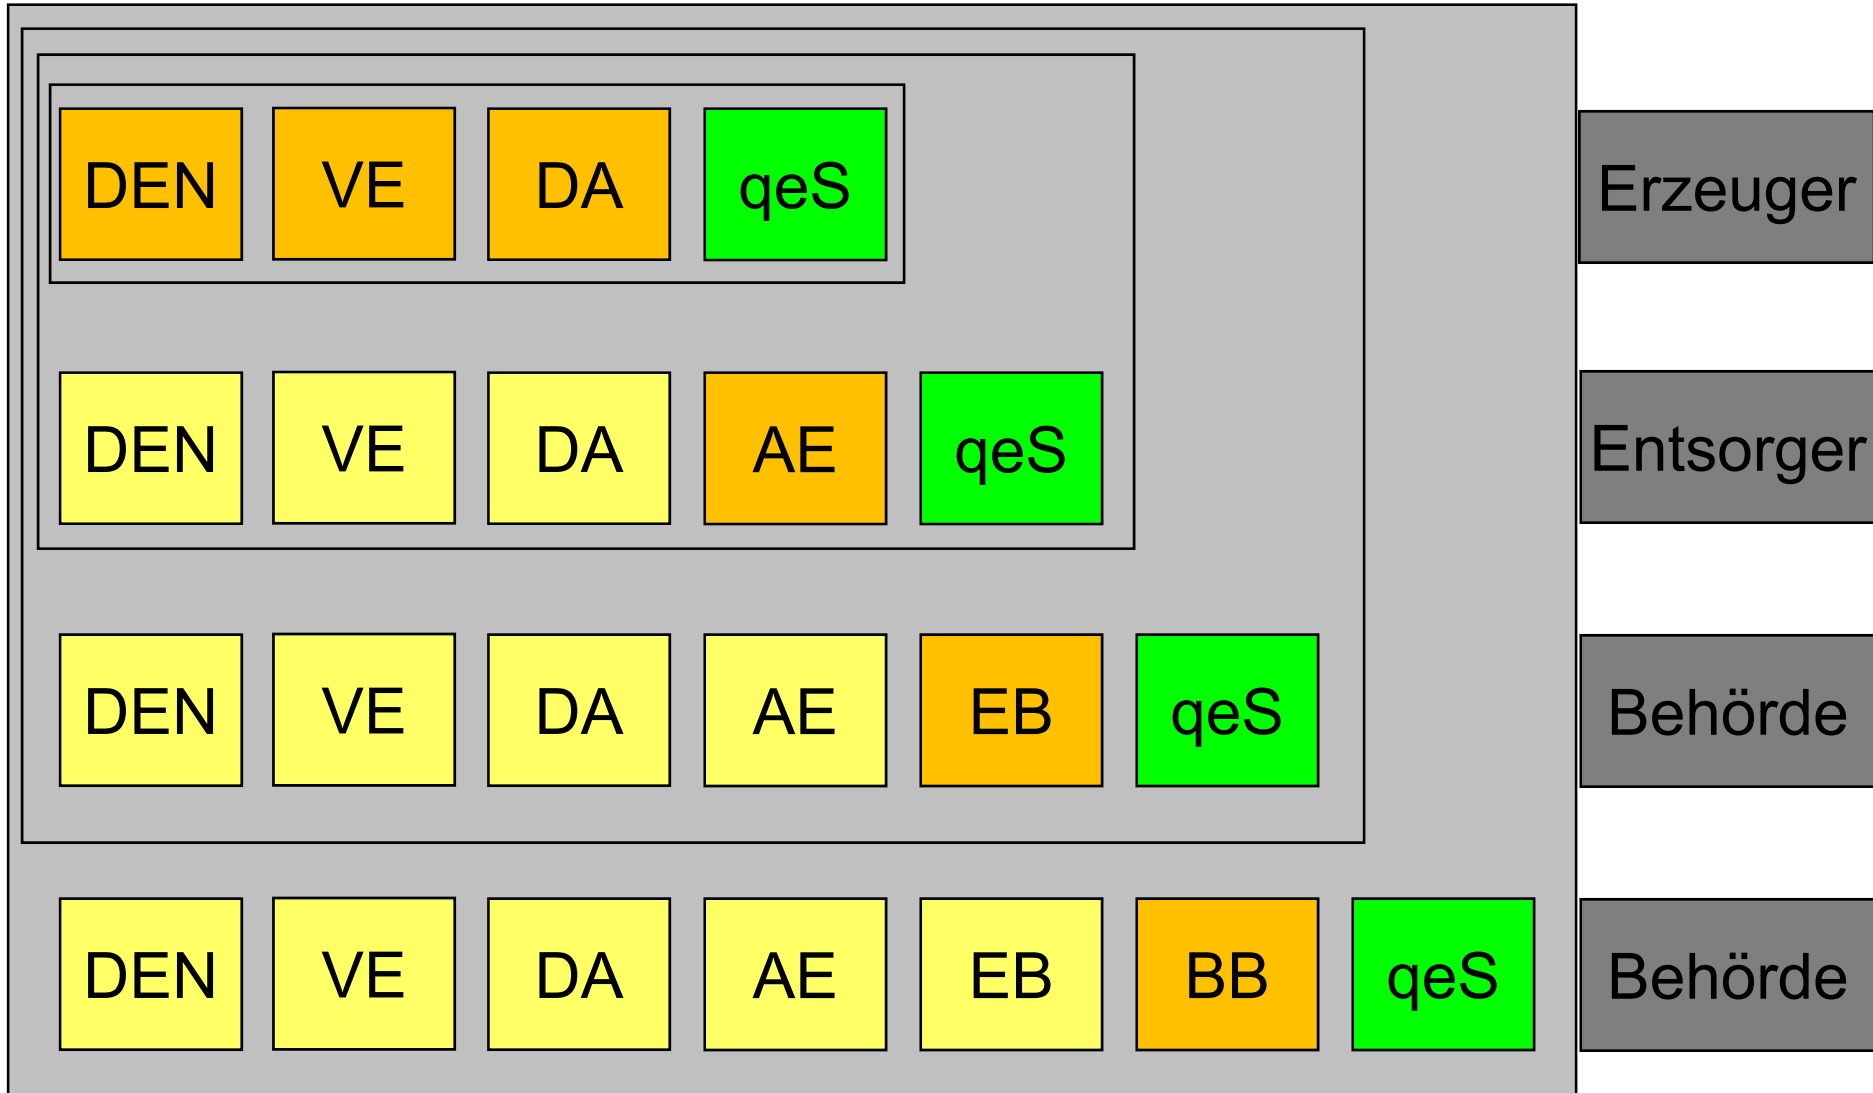 DEN VE DA qeS Erzeuger
DEN VE DA AE qeS Entsorger
DEN VE DA AE EB qeS Behörde
DEN VE DA AE EB BB qeS Behörde